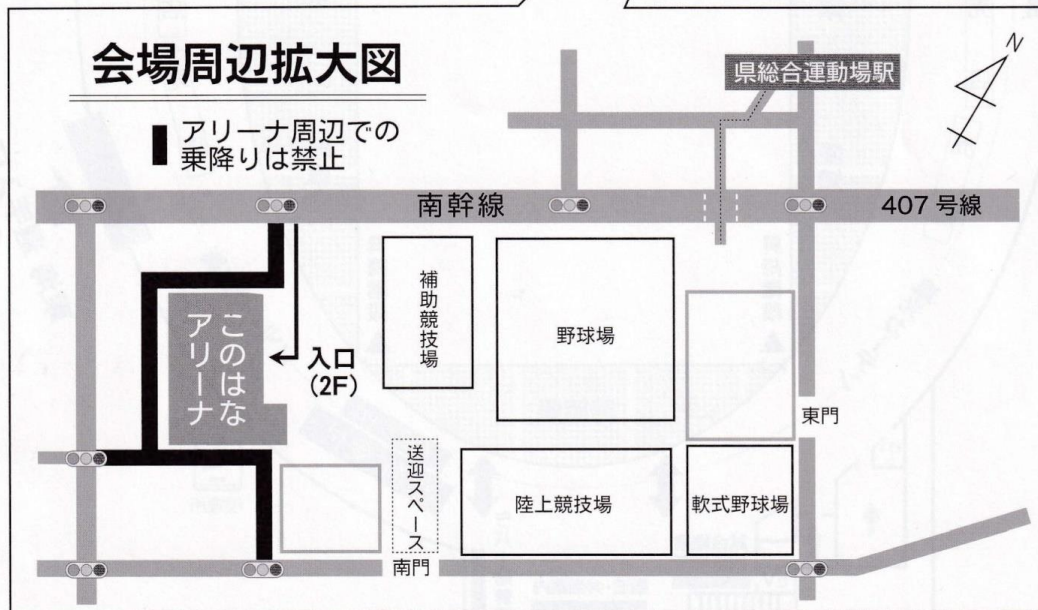 会場周辺拡大図
アリーナ周辺での
乗降りは禁止
県総合運動場駅
N
南幹線
407 号線
補助競技場
野球場
このはな
アリーナ
入口
（2F）
東門
送迎スペース
陸上競技場
軟式野球場
南門